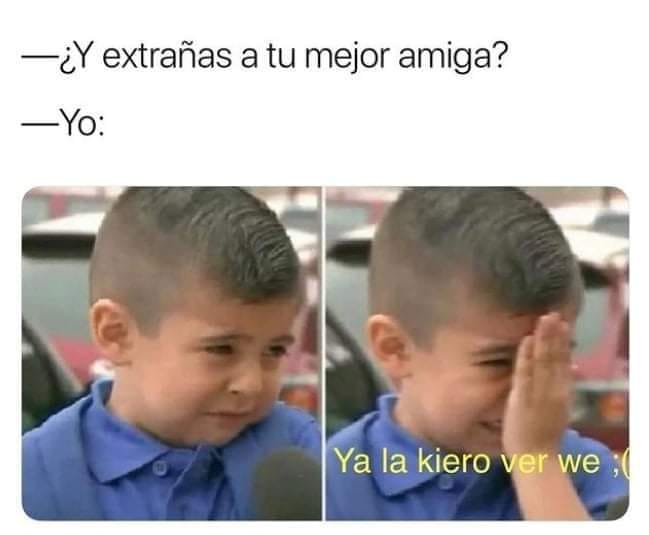 —¿Y extrañas a tu mejor amiga?
—Yo:
Ya la kiero ver we ;(